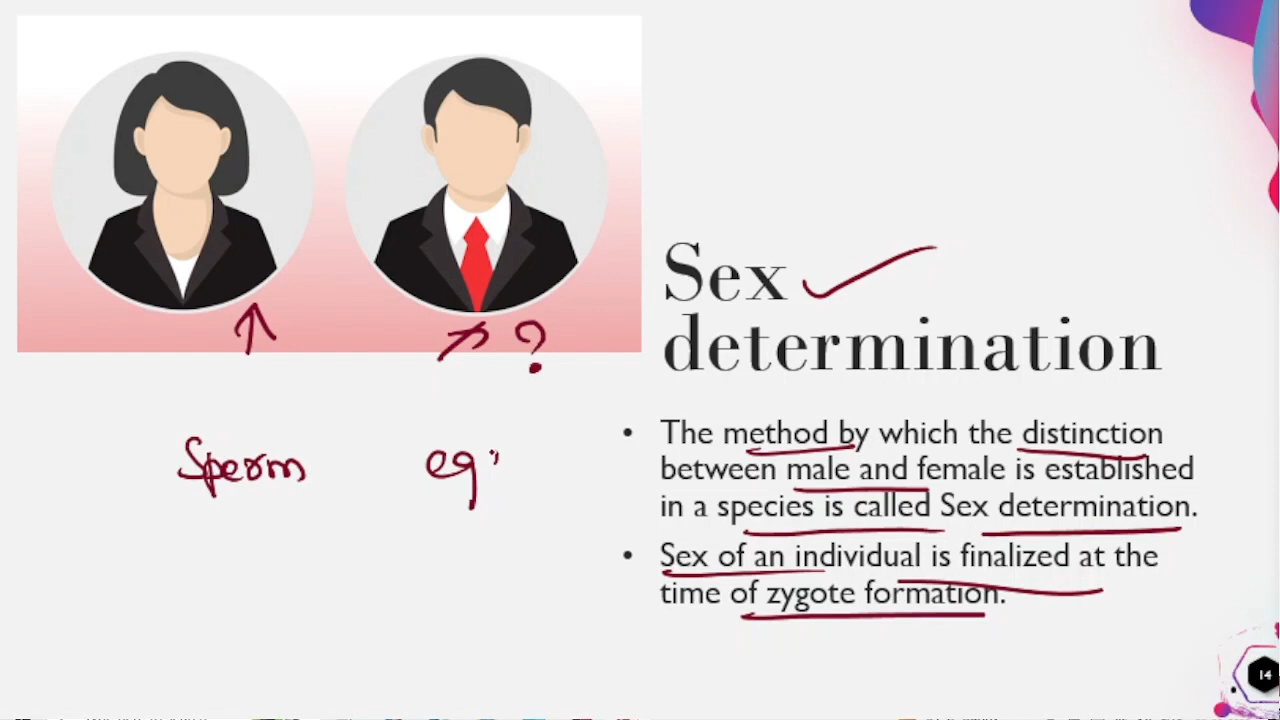 Sex
determination
• The method by which the distinction
between male and female is established
in a species is called Sex determination.
• Sex of an individual is finalized at the
time of zygote formation.
?
Sperm eg
14